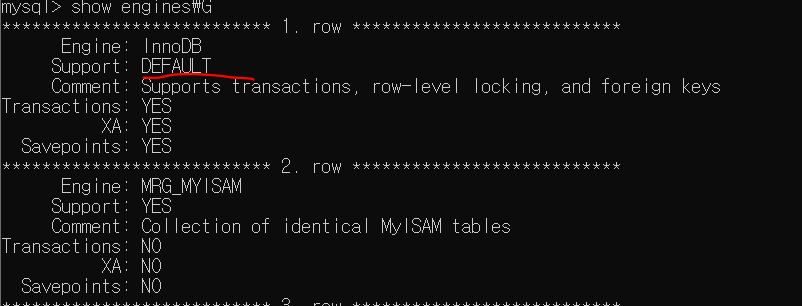 mysql> show engines₩G
*************************** 1. row ***************************
Engine: InnoDB
Support: DEFAULT
Comment: Supports transactions, row-level locking, and foreign keys
Transactions: YES
XA: YES
Savepoints: YES
*************************** 2. row ***************************
Engine: MRG_MYISAM
Support: YES
Comment: Collection of identical MyISAM tables
Transactions: NO
XA: NO
Savepoints: NO
*************************** 3. row ***************************